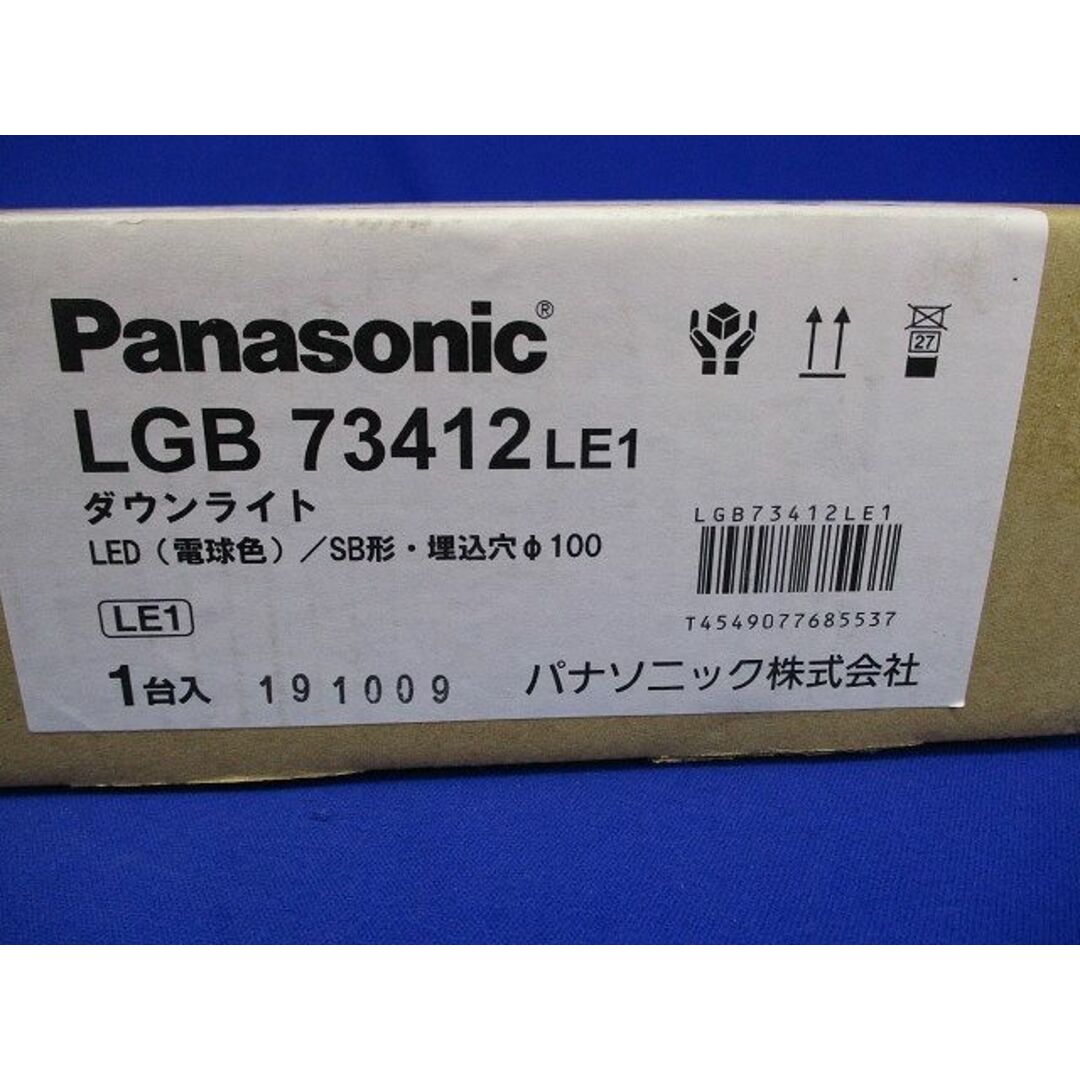 Panasonic®
LGB 73412 LE1
ダウンライト
LED（電球色）／SB形・埋込穴φ100
LE1
1台入 191009
27
LGB73412LE1
T4549077685537
パナソニック株式会社